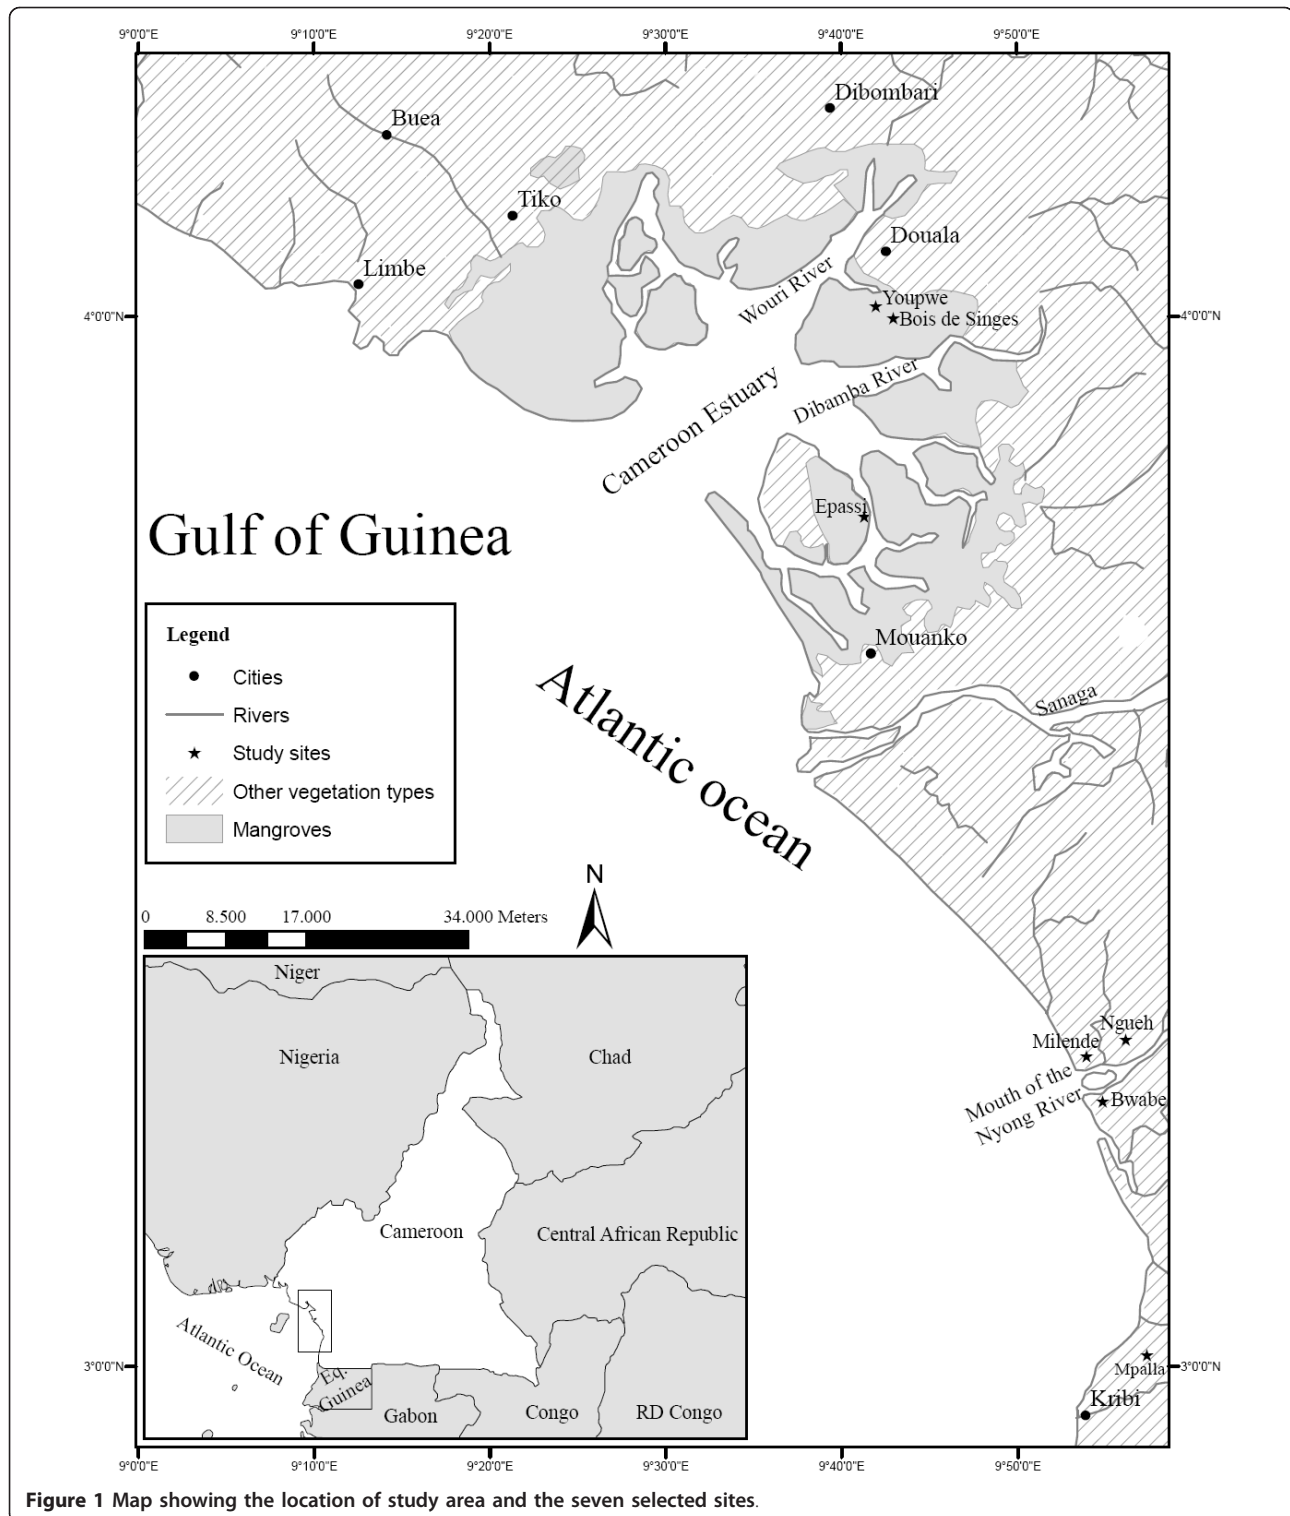 9°0'0"E 9°10'0"E 9°20'0"E 9°30'0"E 9°40'0"E 9°50'0"E
Dibombari
Buea
Tiko
Douala
Limbe
Wouri River
Youpwe
4°0'0"N 4°0'0"N
Bois de Singes
Dibamba River
Cameroon Estuary
Epassi
Gulf of Guinea
Mouanko
Atlantic ocean
Sanaga
Legend
Cities
Rivers
Study sites
Other vegetation types
Mangroves
N
0 8.500 17.000 34.000 Meters
Niger
Nigeria
Chad
Cameroon
Central African Republic
Atlantic Ocean
Eq.
Guinea
Gabon
Congo
RD Congo
Ngueh
Milende
Mouth of the
Nyong River
Bwabe
3°0'0"N 3°0'0"N
Mpalla
Kribi
9°0'0"E 9°10'0"E 9°20'0"E 9°30'0"E 9°40'0"E 9°50'0"E
Figure 1 Map showing the location of study area and the seven selected sites.